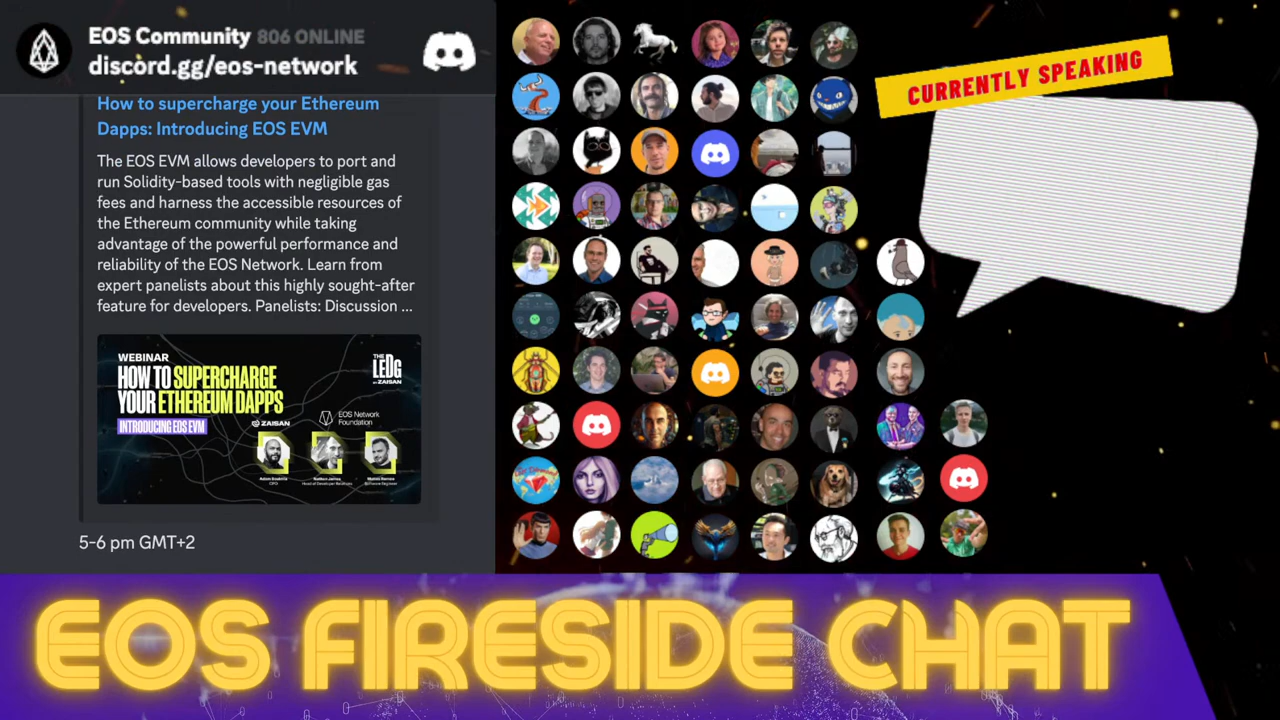 EOS Community 806 ONLINE
discord.gg/eos-network
How to supercharge your Ethereum
Dapps: Introducing EOS EVM
The EOS EVM allows developers to port and
run Solidity-based tools with negligible gas
fees and harness the accessible resources of
the Ethereum community while taking
advantage of the powerful performance and
reliability of the EOS Network. Learn from
expert panelists about this highly sought-after
feature for developers. Panelists: Discussion ...
WEBINAR
HOW TO SUPERCHARGE
YOUR ETHEREUM DAPPS
INTRODUCING EOS EVM
THE
LEDG
BY ZAISAN
ZAISAN
EOS Network
Foundation
5-6 pm GMT+2
CURRENTLY SPEAKING
EOS FIRESIDE CHAT